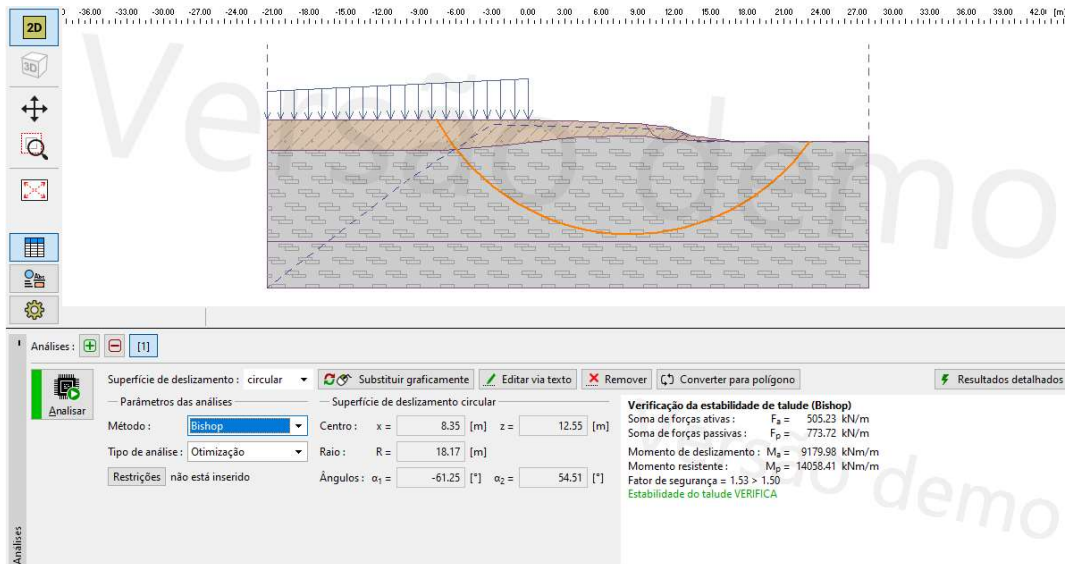 -36.00 -33.00 -30.00 -27.00 -24.00 -21.00 -18.00 -15.00 -12.00 -9.00 -6.00 -3.00 0.00 3.00 6.00 9.00 12.00 15.00 18.00 21.00 24.00 27.00 30.00 33.00 36.00 39.00 42.0 [m]
2D
3D
Versão demo
Análises : [1]
Analisar
Superfície de deslizamento : circular
Substituir graficamente
Editar via texto
Remover
Converter para polígono
Resultados detalhados
Parâmetros das análises
Método : Bishop
Tipo de análise : Otimização
Restrições não está inserido
Superfície de deslizamento circular
Centro : x = 8.35 [m] z = 12.55 [m]
Raio : R = 18.17 [m]
Ângulos : α1 = -61.25 [°] α2 = 54.51 [°]
Verificação da estabilidade de talude (Bishop)
Soma de forças ativas : Fa = 505.23 kN/m
Soma de forças passivas : Fp = 773.72 kN/m
Momento de deslizamento : Ma = 9179.98 kNm/m
Momento resistente : Mp = 14058.41 kNm/m
Fator de segurança = 1.53 > 1.50
Estabilidade do talude VERIFICA
Versão demo
Análises